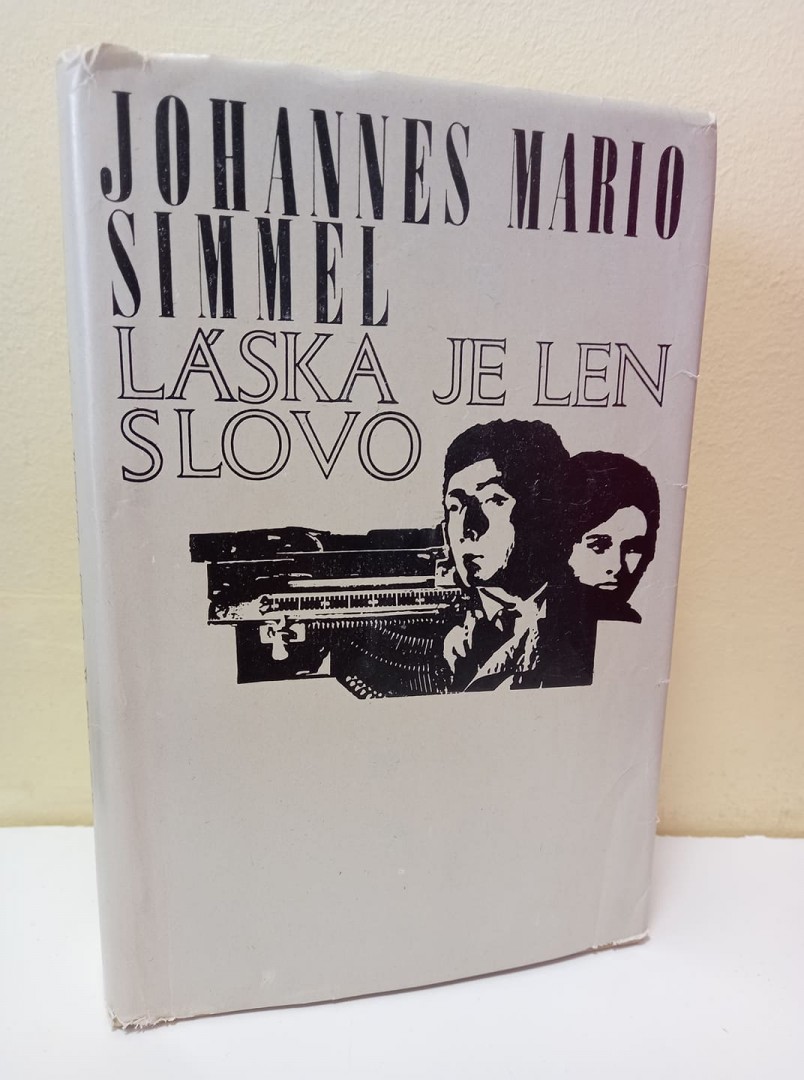 JOHANNES MARIO
SIMMEL
LÁSKA JE LEN
SLOVO